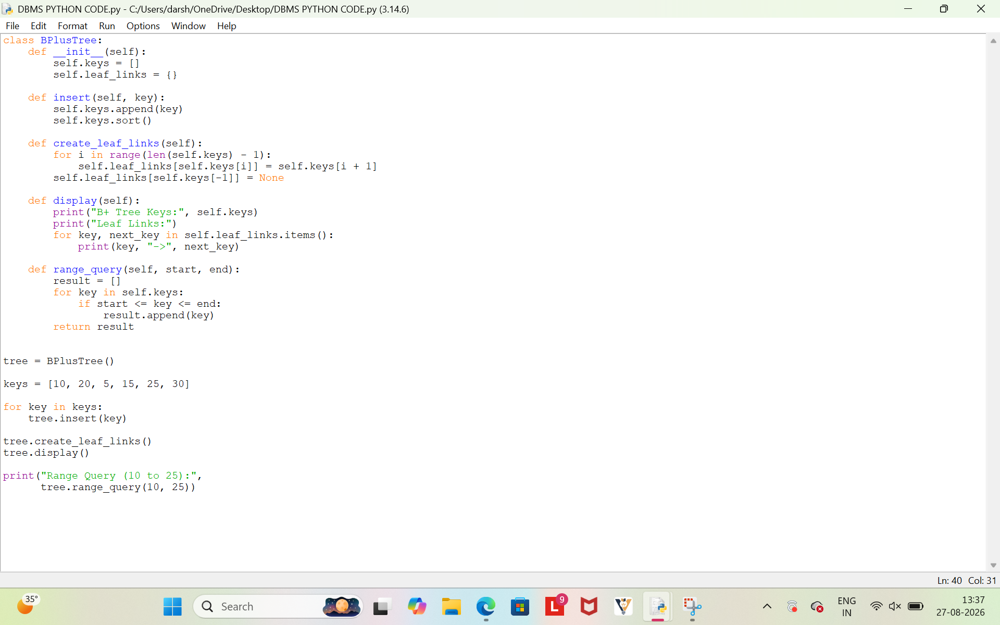 DBMS PYTHON CODE.py - C:/Users/darsh/OneDrive/Desktop/DBMS PYTHON CODE.py (3.14.6)
File Edit Format Run Options Window Help
class BPlusTree:
    def __init__(self):
        self.keys = []
        self.leaf_links = {}

    def insert(self, key):
        self.keys.append(key)
        self.keys.sort()

    def create_leaf_links(self):
        for i in range(len(self.keys) - 1):
            self.leaf_links[self.keys[i]] = self.keys[i + 1]
        self.leaf_links[self.keys[-1]] = None

    def display(self):
        print("B+ Tree Keys:", self.keys)
        print("Leaf Links:")
        for key, next_key in self.leaf_links.items():
            print(key, "->", next_key)

    def range_query(self, start, end):
        result = []
        for key in self.keys:
            if start <= key <= end:
                result.append(key)
        return result


tree = BPlusTree()

keys = [10, 20, 5, 15, 25, 30]

for key in keys:
    tree.insert(key)

tree.create_leaf_links()
tree.display()

print("Range Query (10 to 25):",
      tree.range_query(10, 25))
Ln: 40 Col: 31
35°
Search
L 9
ENG
IN
13:37
27-08-2026